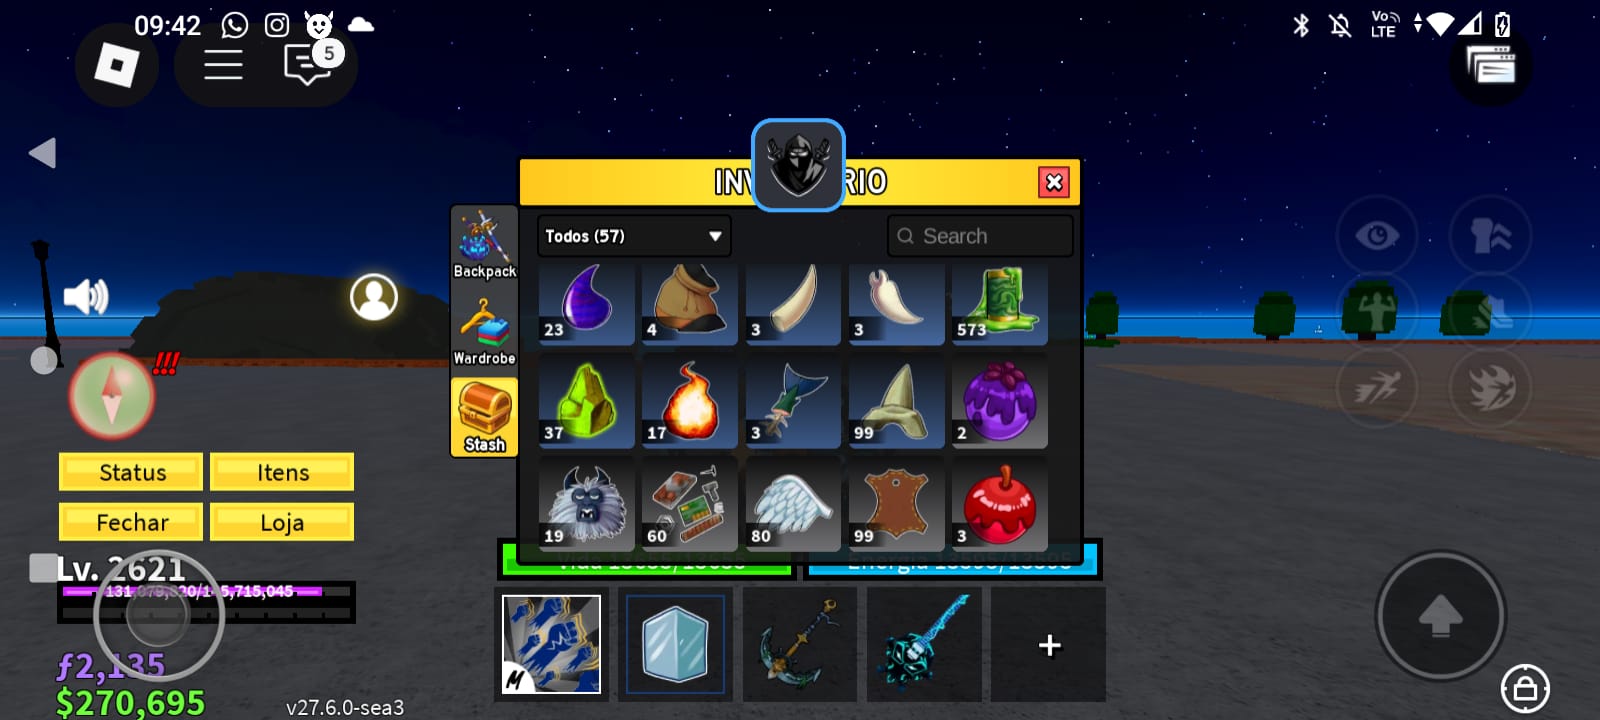 09:42
Vo
LTE
5
INV RIO
Todos (57)
Search
Backpack
Wardrobe
Stash
23
4
3
3
573
37
17
3
99
2
19
60
80
99
3
!!!
Status
Itens
Fechar
Loja
Lv. 2621
M
+
ƒ2,135
$270,695
v27.6.0-sea3